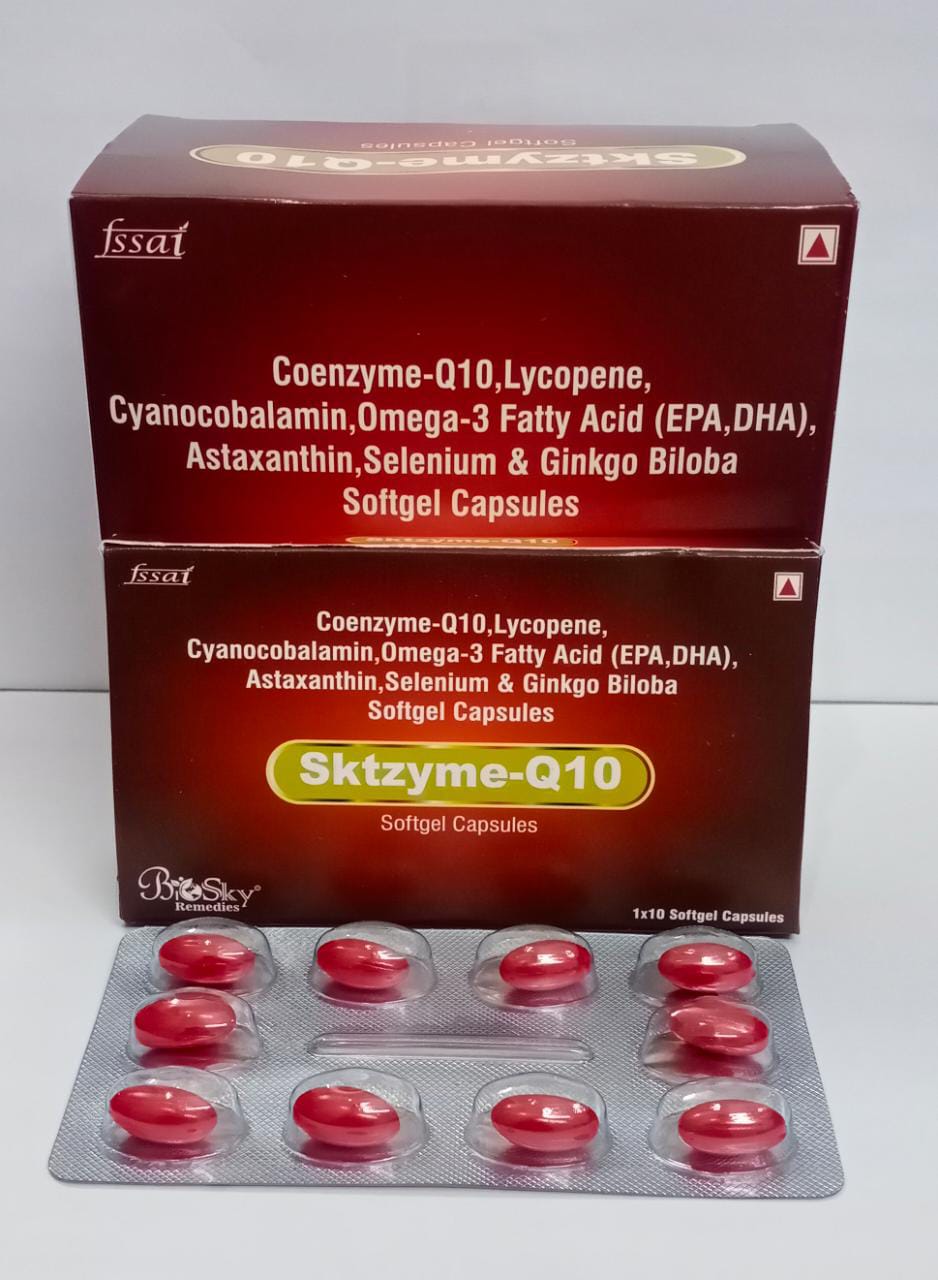 Softgel Capsules
Sktzyme-Q10
fssai
Coenzyme-Q10,Lycopene,
Cyanocobalamin,Omega-3 Fatty Acid (EPA,DHA),
Astaxanthin,Selenium & Ginkgo Biloba
Softgel Capsules
Sktzyme-Q10
fssai
Coenzyme-Q10,Lycopene,
Cyanocobalamin,Omega-3 Fatty Acid (EPA,DHA),
Astaxanthin,Selenium & Ginkgo Biloba
Softgel Capsules
Sktzyme-Q10
Softgel Capsules
BioSky®
Remedies
1x10 Softgel Capsules